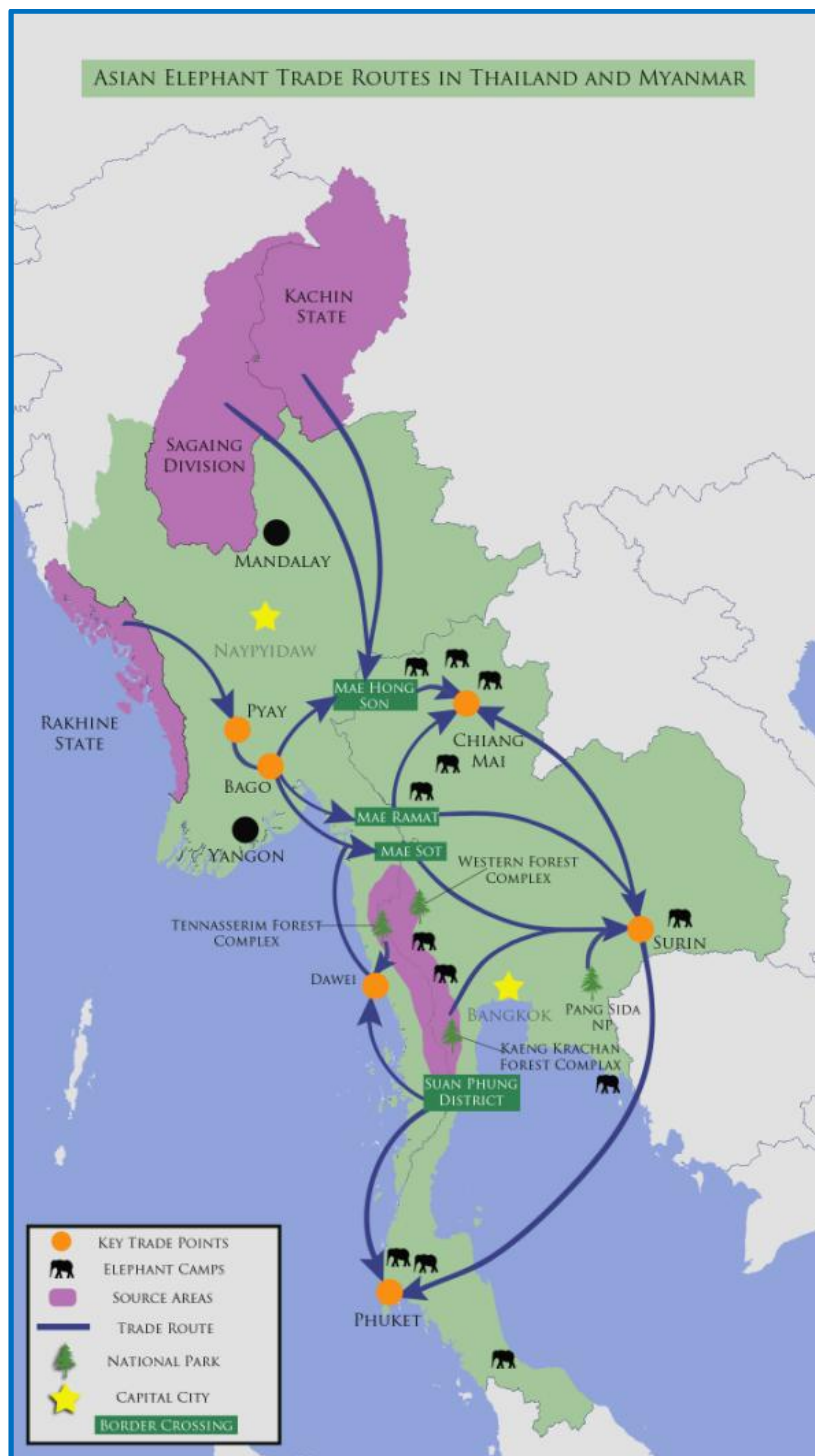 Asian Elephant Trade Routes in Thailand and Myanmar
Kachin
State
Sagaing
Division
Mandalay
Naypyidaw
Rakhine
State
Pyay
Bago
Yangon
Mae Hong
Son
Chiang
Mai
Mae Ramat
Mae Sot
Western Forest
Complex
Tennasserim Forest
Complex
Surin
Dawei
Bangkok
Pang Sida
NP
Kaeng Krachan
Forest Complax
Suan Phung
District
Phuket
Key Trade Points
Elephant Camps
Source Areas
Trade Route
National Park
Capital City
Border Crossing